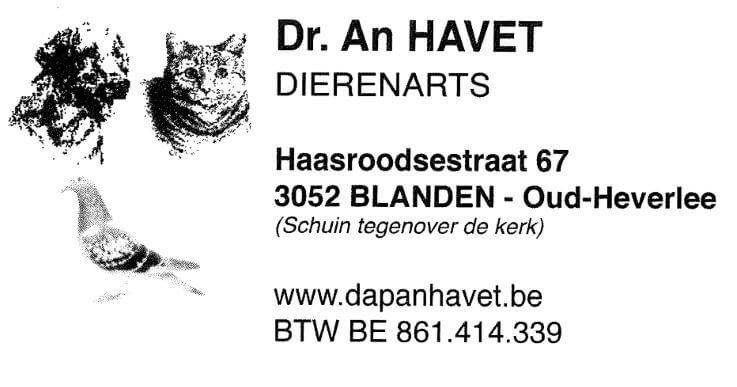 Dr. An HAVET
DIERENARTS
Haasroodsestraat 67
3052 BLANDEN - Oud-Heverlee
(Schuin tegenover de kerk)
www.dapanhavet.be
BTW BE 861.414.339